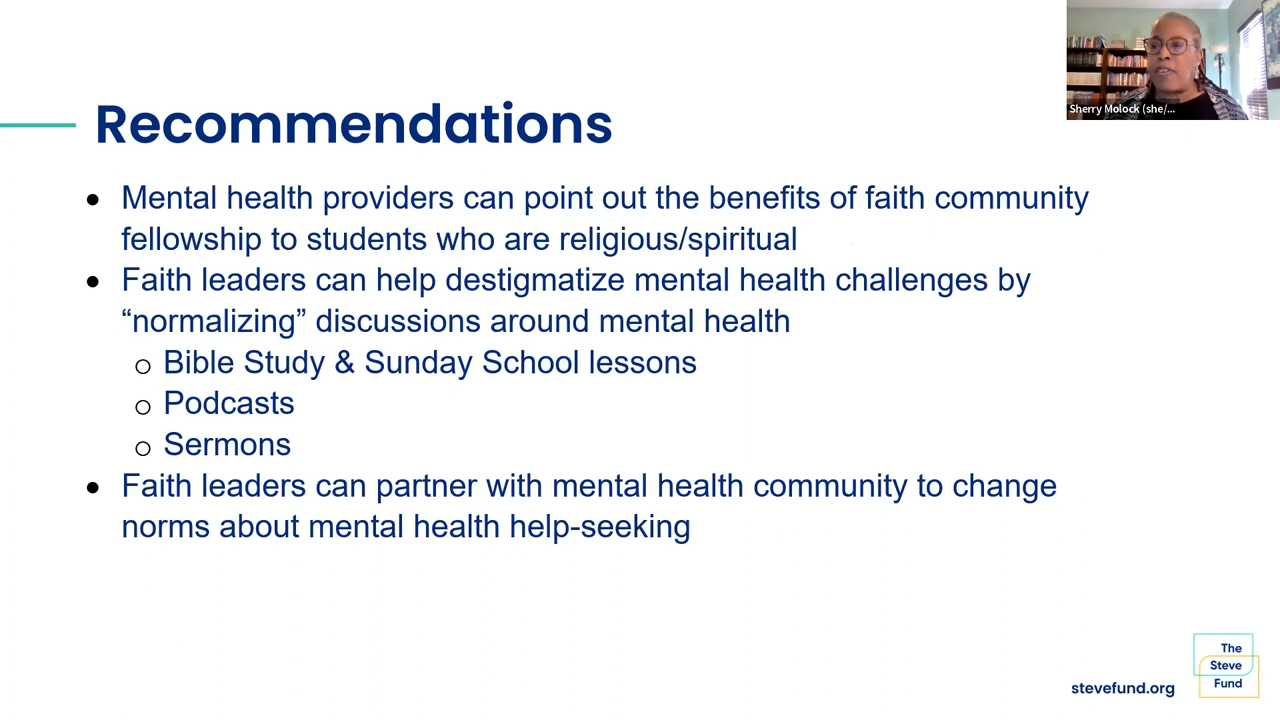 Sherry Molock (she/...
Recommendations
• Mental health providers can point out the benefits of faith community
fellowship to students who are religious/spiritual
• Faith leaders can help destigmatize mental health challenges by
“normalizing” discussions around mental health
o Bible Study & Sunday School lessons
o Podcasts
o Sermons
• Faith leaders can partner with mental health community to change
norms about mental health help-seeking
stevefund.org
The
Steve
Fund